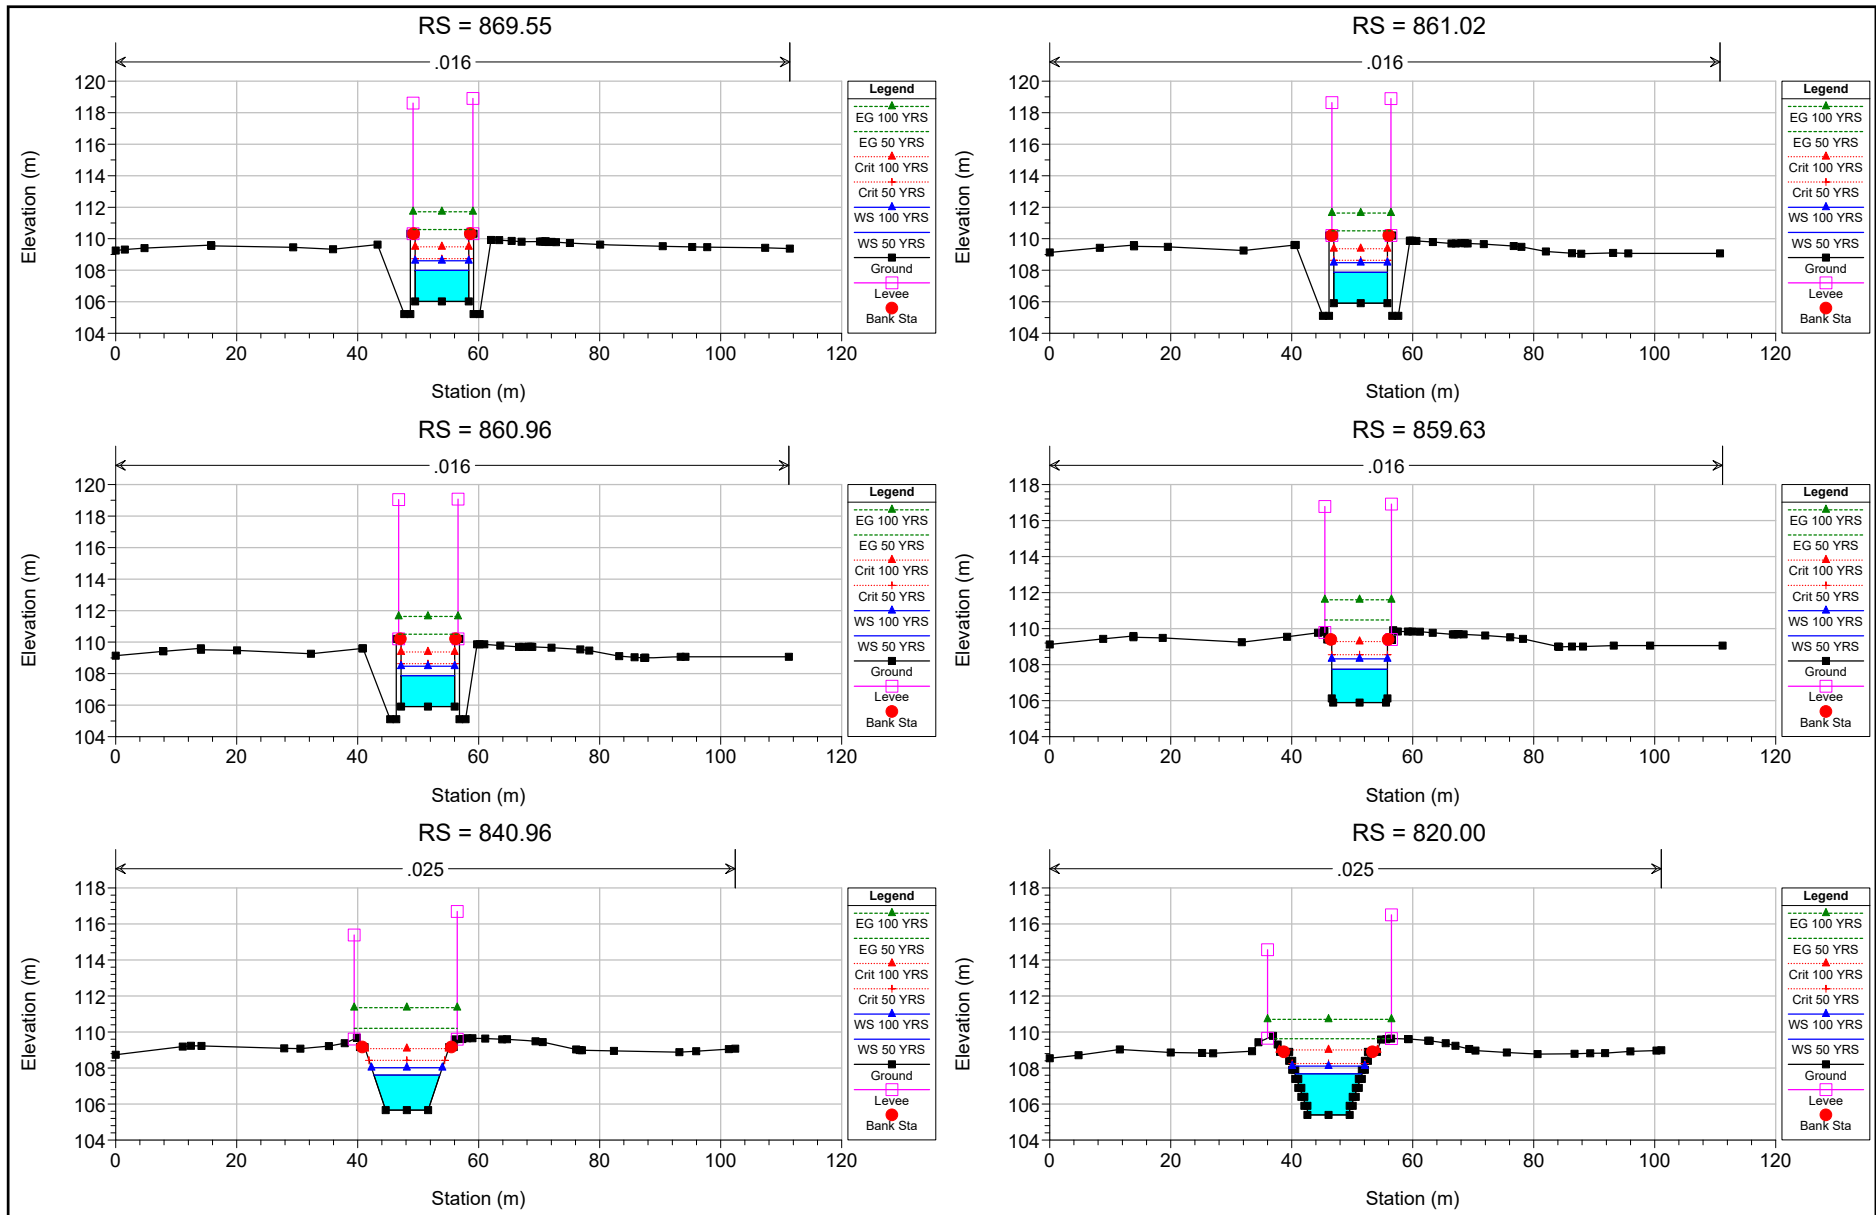 RS = 869.55
.016
Elevation (m)
120
118
116
114
112
110
108
106
104
0 20 40 60 80 100 120
Station (m)
Legend
EG 100 YRS
EG 50 YRS
Crit 100 YRS
Crit 50 YRS
WS 100 YRS
WS 50 YRS
Ground
Levee
Bank Sta
RS = 861.02
.016
Elevation (m)
120
118
116
114
112
110
108
106
104
0 20 40 60 80 100 120
Station (m)
Legend
EG 100 YRS
EG 50 YRS
Crit 100 YRS
Crit 50 YRS
WS 100 YRS
WS 50 YRS
Ground
Levee
Bank Sta
RS = 860.96
.016
Elevation (m)
120
118
116
114
112
110
108
106
104
0 20 40 60 80 100 120
Station (m)
Legend
EG 100 YRS
EG 50 YRS
Crit 100 YRS
Crit 50 YRS
WS 100 YRS
WS 50 YRS
Ground
Levee
Bank Sta
RS = 859.63
.016
Elevation (m)
118
116
114
112
110
108
106
104
0 20 40 60 80 100 120
Station (m)
Legend
EG 100 YRS
EG 50 YRS
Crit 100 YRS
Crit 50 YRS
WS 100 YRS
WS 50 YRS
Ground
Levee
Bank Sta
RS = 840.96
.025
Elevation (m)
118
116
114
112
110
108
106
104
0 20 40 60 80 100 120
Station (m)
Legend
EG 100 YRS
EG 50 YRS
Crit 100 YRS
Crit 50 YRS
WS 100 YRS
WS 50 YRS
Ground
Levee
Bank Sta
RS = 820.00
.025
Elevation (m)
118
116
114
112
110
108
106
104
0 20 40 60 80 100 120
Station (m)
Legend
EG 100 YRS
EG 50 YRS
Crit 100 YRS
Crit 50 YRS
WS 100 YRS
WS 50 YRS
Ground
Levee
Bank Sta